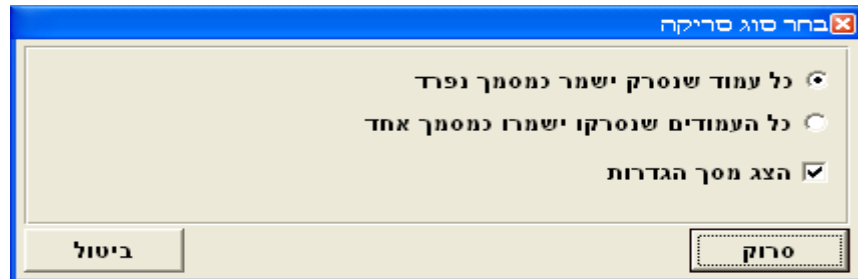 בחר סוג סריקה
כל עמוד שנסרק ישמר כמסמך נפרד
כל העמודים שנסרקו ישמרו כמסמך אחד
הצג מסך הגדרות
סרוק
ביטול